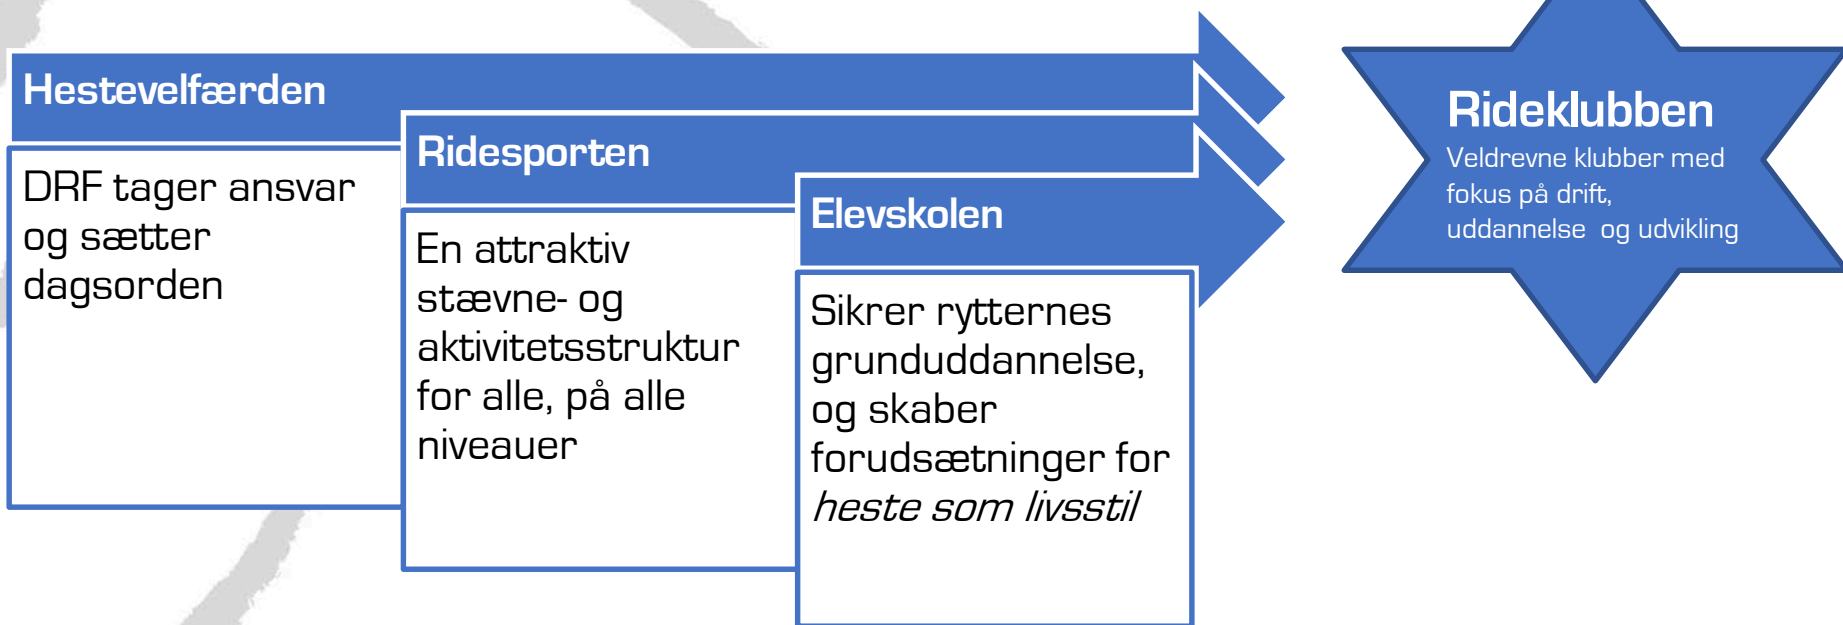 Hestevelfærden
DRF tager ansvar
og sætter
dagsorden
Ridesporten
En attraktiv
stævne- og
aktivitetsstruktur
for alle, på alle
niveauer
Elevskolen
Sikrer rytternes
grunduddannelse,
og skaber
forudsætninger for
heste som livsstil
Rideklubben
Veldrevne klubber med
fokus på drift,
uddannelse og udvikling